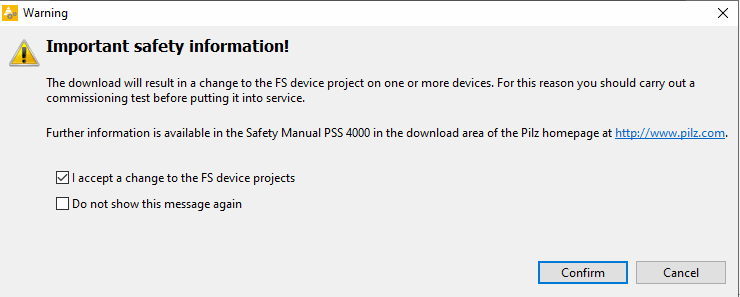 Warning
Important safety information!
The download will result in a change to the FS device project on one or more devices. For this reason you should carry out a
commissioning test before putting it into service.
Further information is available in the Safety Manual PSS 4000 in the download area of the Pilz homepage at http://www.pilz.com.
I accept a change to the FS device projects
Do not show this message again
Confirm Cancel